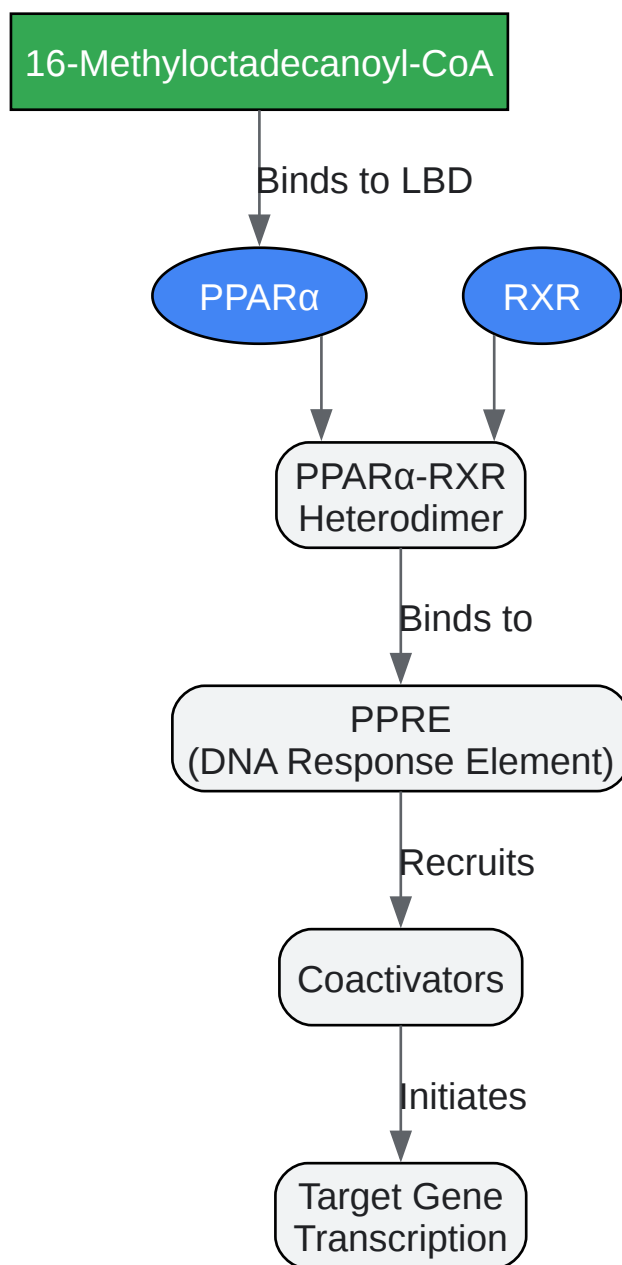 16-Methyloctadecanoyl-CoA
Binds to LBD
PPARα
RXR
PPARα-RXR
Heterodimer
Binds to
PPRE
(DNA Response Element)
Recruits
Coactivators
Initiates
Target Gene
Transcription